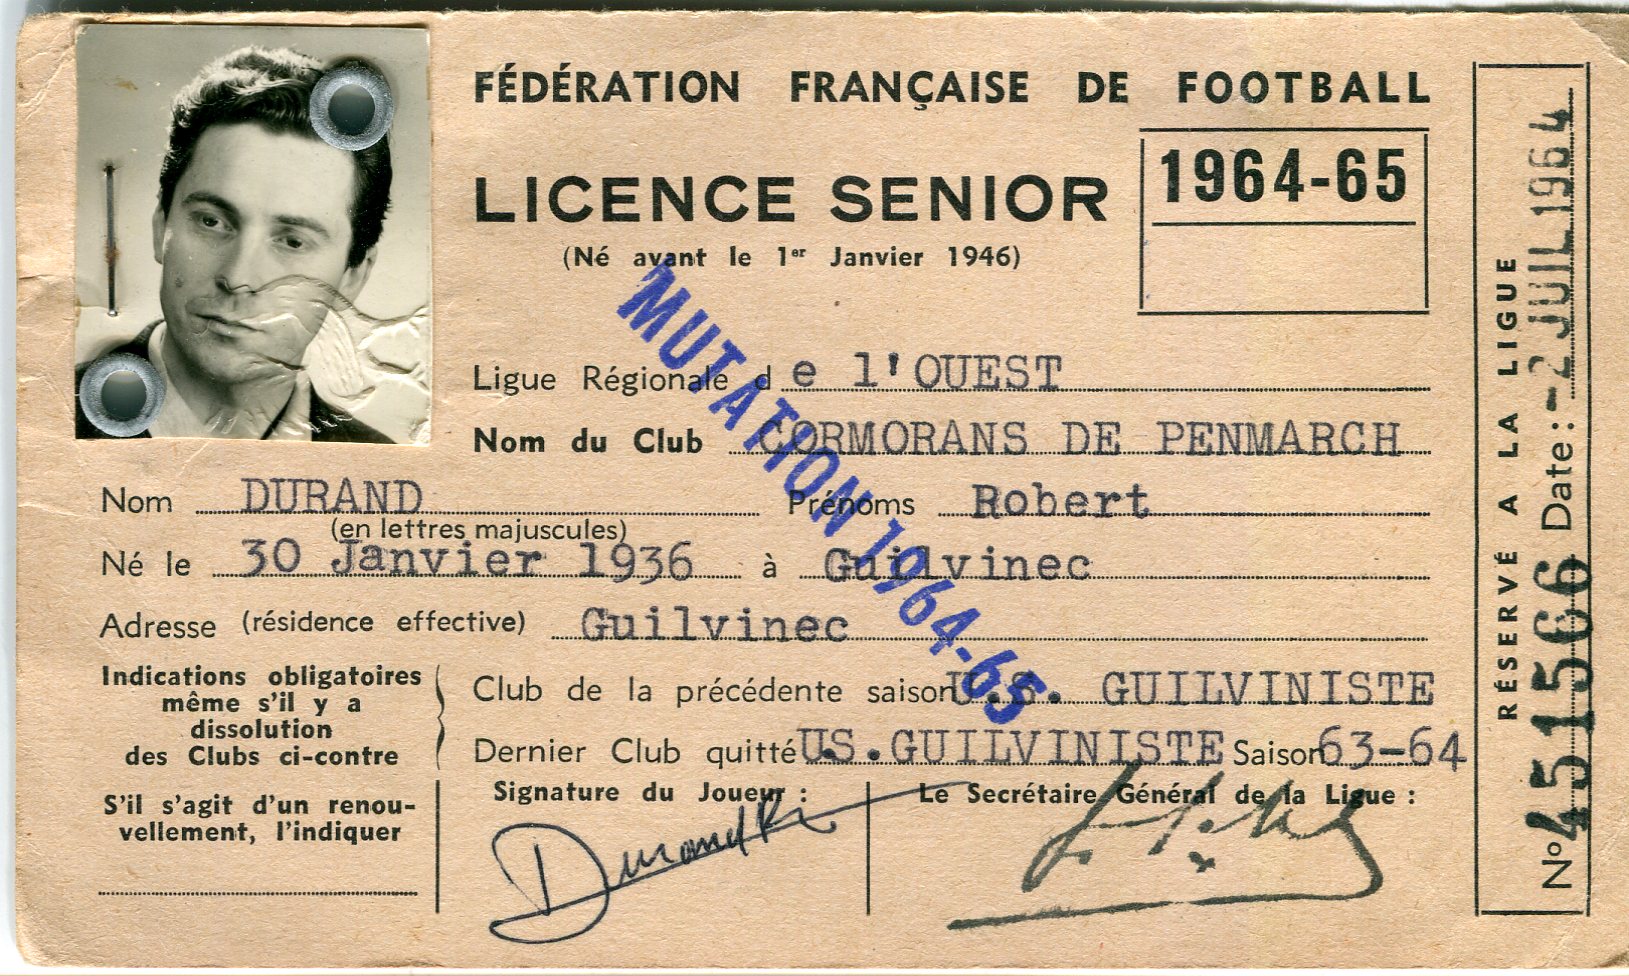 FÉDÉRATION FRANÇAISE DE FOOTBALL
LICENCE SENIOR
1964-65
(Né avant le 1er Janvier 1946)
MUTATION 1964-65
Ligue Régionale de l'OUEST
Nom du Club CORMORANS DE PENMARCH
Nom DURAND Prénoms Robert
(en lettres majuscules)
Né le 30 Janvier 1936 à Guilvinec
Adresse (résidence effective) Guilvinec
Indications obligatoires
même s'il y a
dissolution
des Clubs ci-contre
Club de la précédente saison U.S. GUILVINISTE
Dernier Club quitté US.GUILVINISTE Saison 63-64
S'il s'agit d'un renou-
vellement, l'indiquer
Signature du Joueur :
Durand R
Le Secrétaire Général de la Ligue :
RÉSERVÉ A LA LIGUE
N° 451566 Date : -2 JUIL 1964